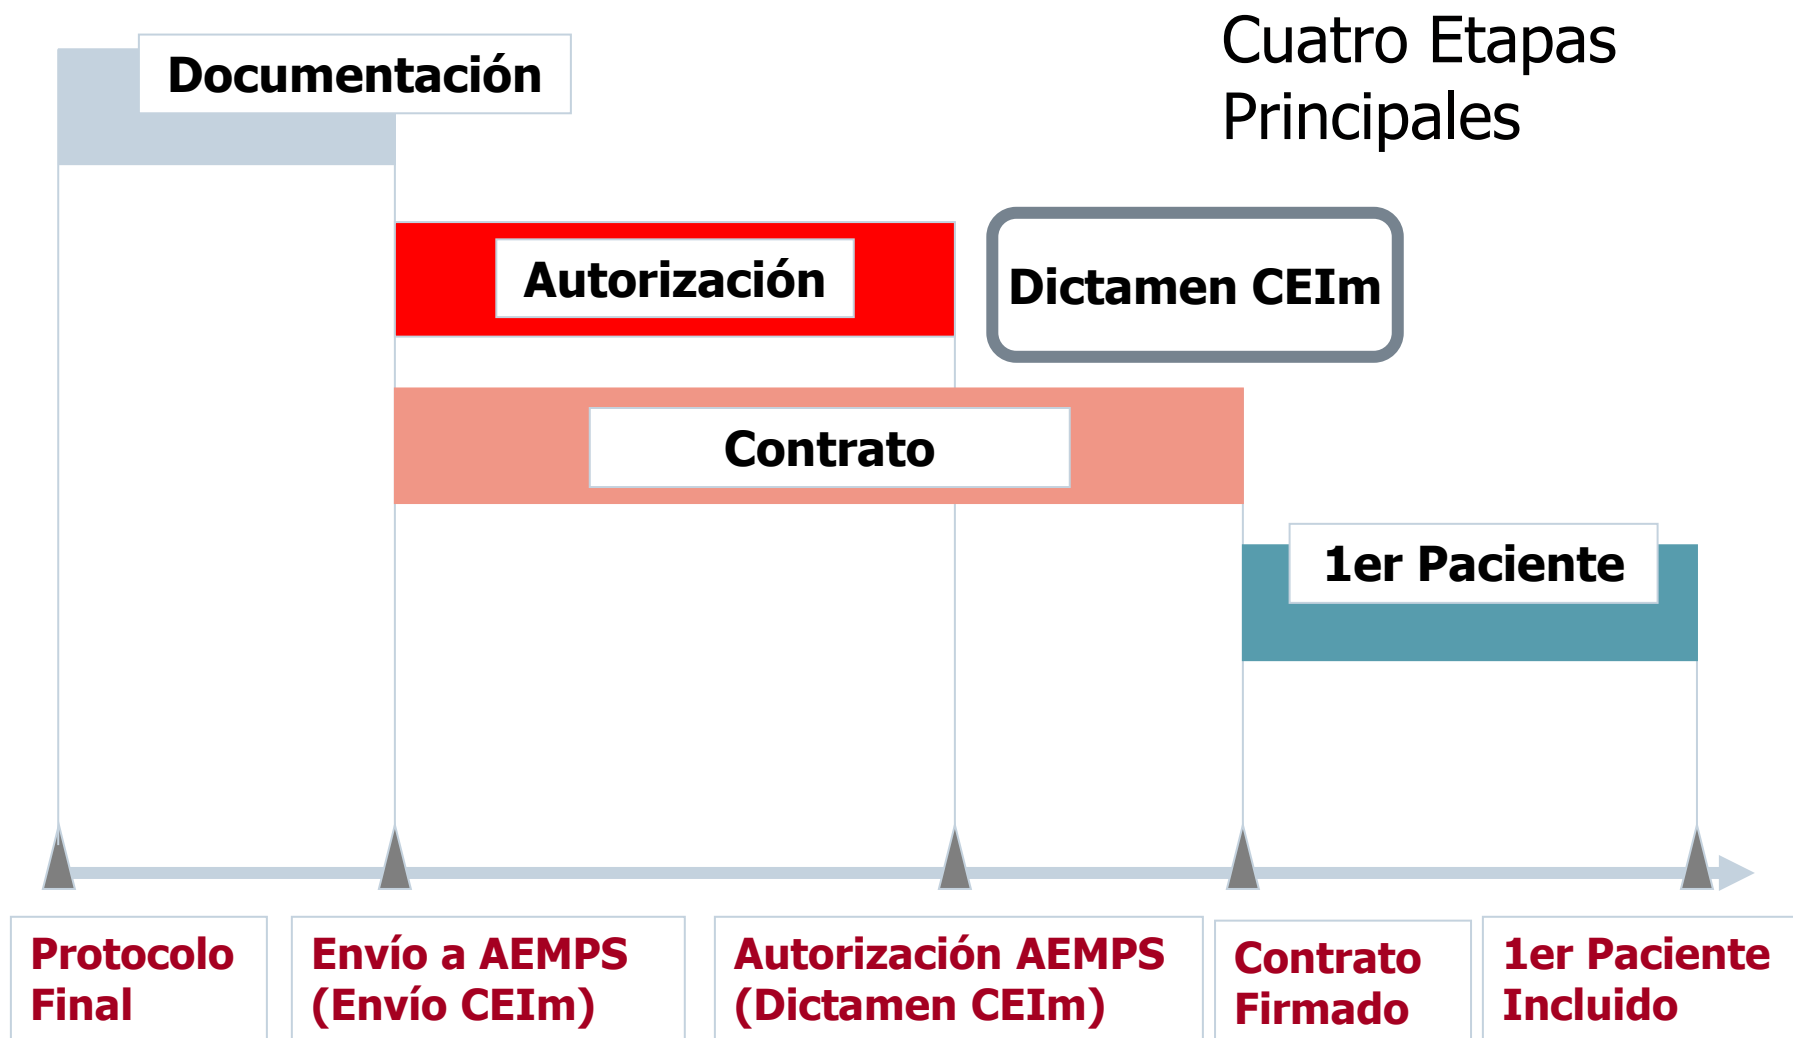 Cuatro Etapas
Principales
Documentación
Autorización
Dictamen CEIm
Contrato
1er Paciente
Protocolo
Final
Envío a AEMPS
(Envío CEIm)
Autorización AEMPS
(Dictamen CEIm)
Contrato
Firmado
1er Paciente
Incluido